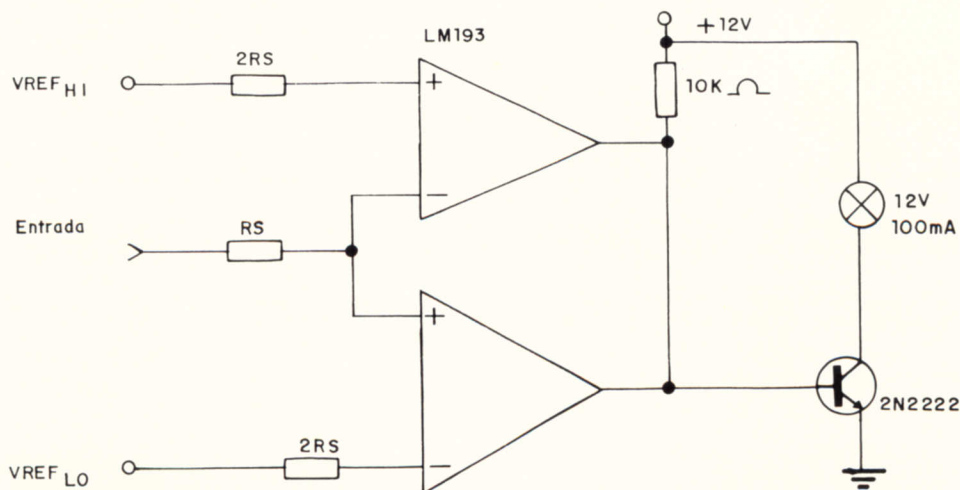 LM193
+12V
2RS
VREF HI
+
10K Ω
−
12V
100mA
Entrada
RS
+
2N2222
2RS
−
VREF LO